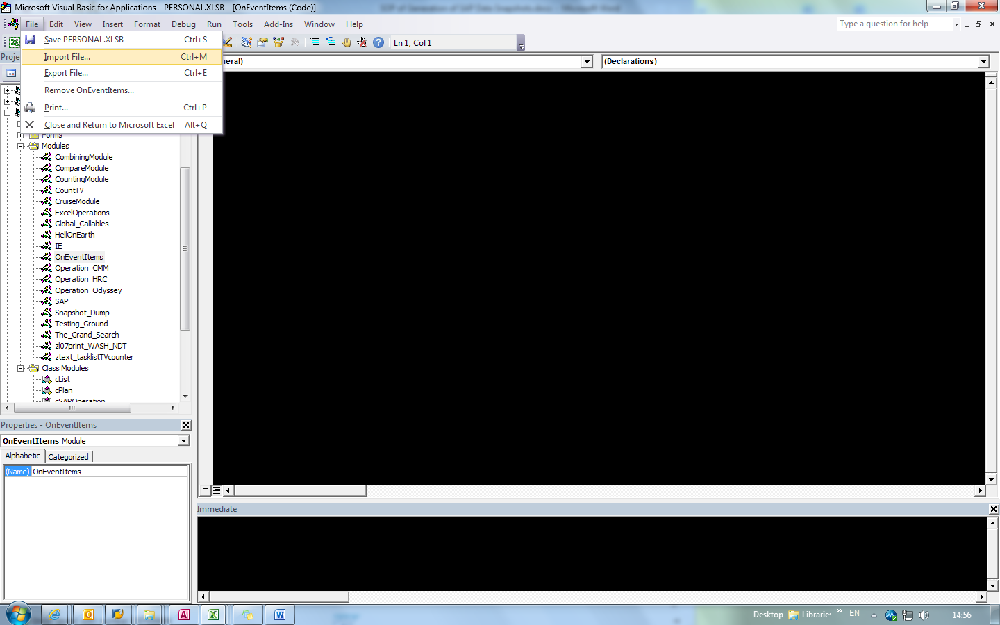 Microsoft Visual Basic for Applications - PERSONAL.XLSB - [OnEventItems (Code)]
File Edit View Insert Format Debug Run Tools Add-Ins Window Help
Type a question for help
Save PERSONAL.XLSB Ctrl+S
Ln 1, Col 1
Import File... Ctrl+M
Export File... Ctrl+E
Remove OnEventItems...
Print... Ctrl+P
Close and Return to Microsoft Excel Alt+Q
Proje
neral)
(Declarations)
Forms
Modules
CombiningModule
CompareModule
CountingModule
CountTV
CruiseModule
ExcelOperations
Global_Callables
HellOnEarth
IE
OnEventItems
Operation_CMM
Operation_HRC
Operation_Odyssey
SAP
Snapshot_Dump
Testing_Ground
The_Grand_Search
zl07print_WASH_NDT
ztext_tasklistTVcounter
Class Modules
cList
cPlan
cSAPOperation
Properties - OnEventItems
OnEventItems Module
Alphabetic Categorized
(Name) OnEventItems
Immediate
Desktop Libraries » EN 14:56